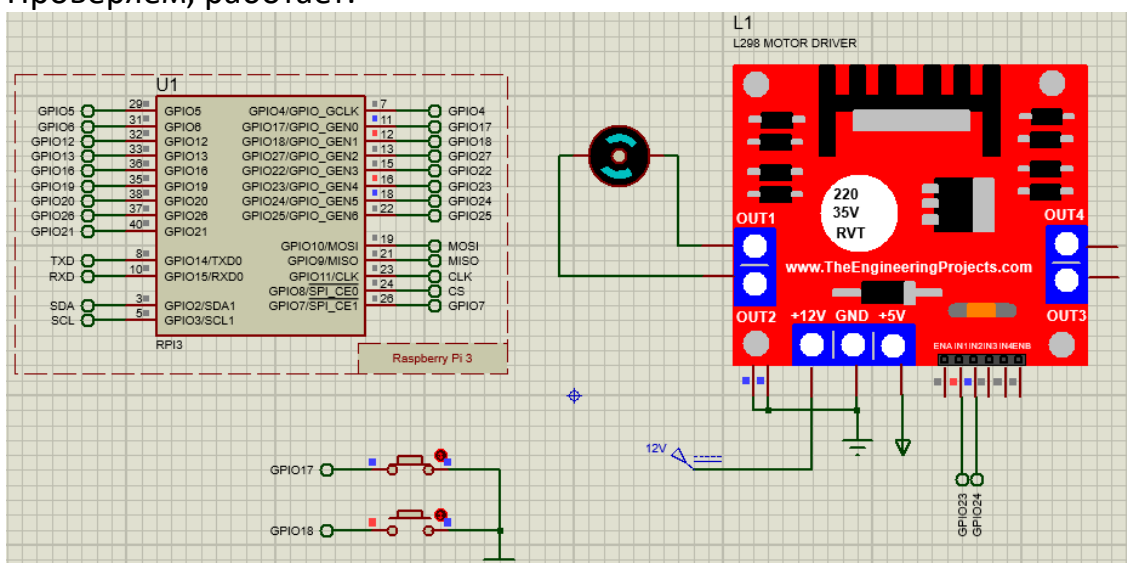 Проверяем, работает.
L1
L298 MOTOR DRIVER
U1
GPIO5 29 GPIO5 GPIO4/GPIO_GCLK 7 GPIO4
GPIO6 31 GPIO6 GPIO17/GPIO_GEN0 11 GPIO17
GPIO12 32 GPIO12 GPIO18/GPIO_GEN1 12 GPIO18
GPIO13 33 GPIO13 GPIO27/GPIO_GEN2 13 GPIO27
GPIO16 36 GPIO16 GPIO22/GPIO_GEN3 15 GPIO22
GPIO19 35 GPIO19 GPIO23/GPIO_GEN4 16 GPIO23
GPIO20 38 GPIO20 GPIO24/GPIO_GEN5 18 GPIO24
GPIO26 37 GPIO26 GPIO25/GPIO_GEN6 22 GPIO25
GPIO21 40 GPIO21
GPIO10/MOSI 19 MOSI
TXD 8 GPIO14/TXD0 GPIO9/MISO 21 MISO
RXD 10 GPIO15/RXD0 GPIO11/CLK 23 CLK
GPIO8/SPI_CE0 24 CS
SDA 3 GPIO2/SDA1 GPIO7/SPI_CE1 26 GPIO7
SCL 5 GPIO3/SCL1
RPI3
Raspberry Pi 3
220
35V
RVT
OUT1
OUT4
www.TheEngineeringProjects.com
OUT2 +12V GND +5V
OUT3
ENA IN1 IN2 IN3 IN4 ENB
12V
GPIO17
GPIO18
GPIO23
GPIO24